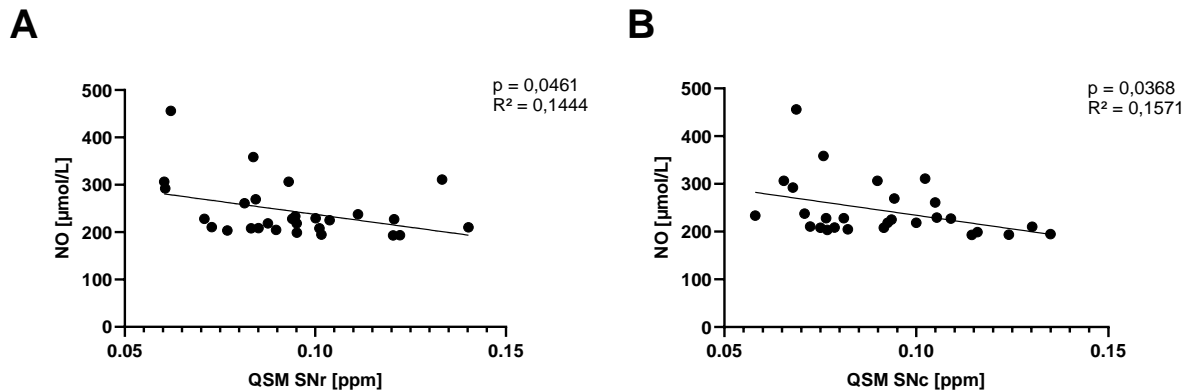 A
p = 0,0461
R² = 0,1444
500
400
300
200
100
0
NO [µmol/L]
0.05
0.10
0.15
QSM SNr [ppm]
B
p = 0,0368
R² = 0,1571
500
400
300
200
100
0
NO [µmol/L]
0.05
0.10
0.15
QSM SNc [ppm]